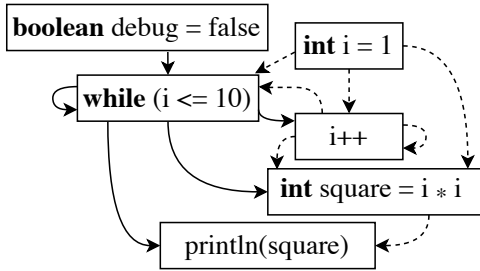 boolean debug = false
int i = 1
while (i <= 10)
i++
int square = i * i
println(square)